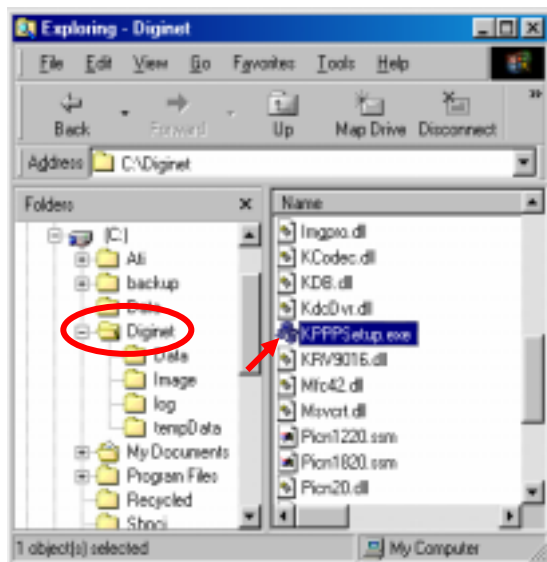 Exploring - Diginet
File Edit View Go Favorites Tools Help
Back Forward Up Map Drive Disconnect »
Address C:\Diginet
Folders x
(C:)
Ati
backup
Data
Diginet
Data
Image
log
tempData
My Documents
Program Files
Recycled
Name
Imgpro.dll
KCodec.dll
KDB.dll
KdcDvr.dll
KPPPSetup.exe
KRV9016.dll
Mfc42.dll
Msvcrt.dll
Picn1220.ssm
Picn1820.ssm
Picn20.dll
1 object(s) selected
My Computer